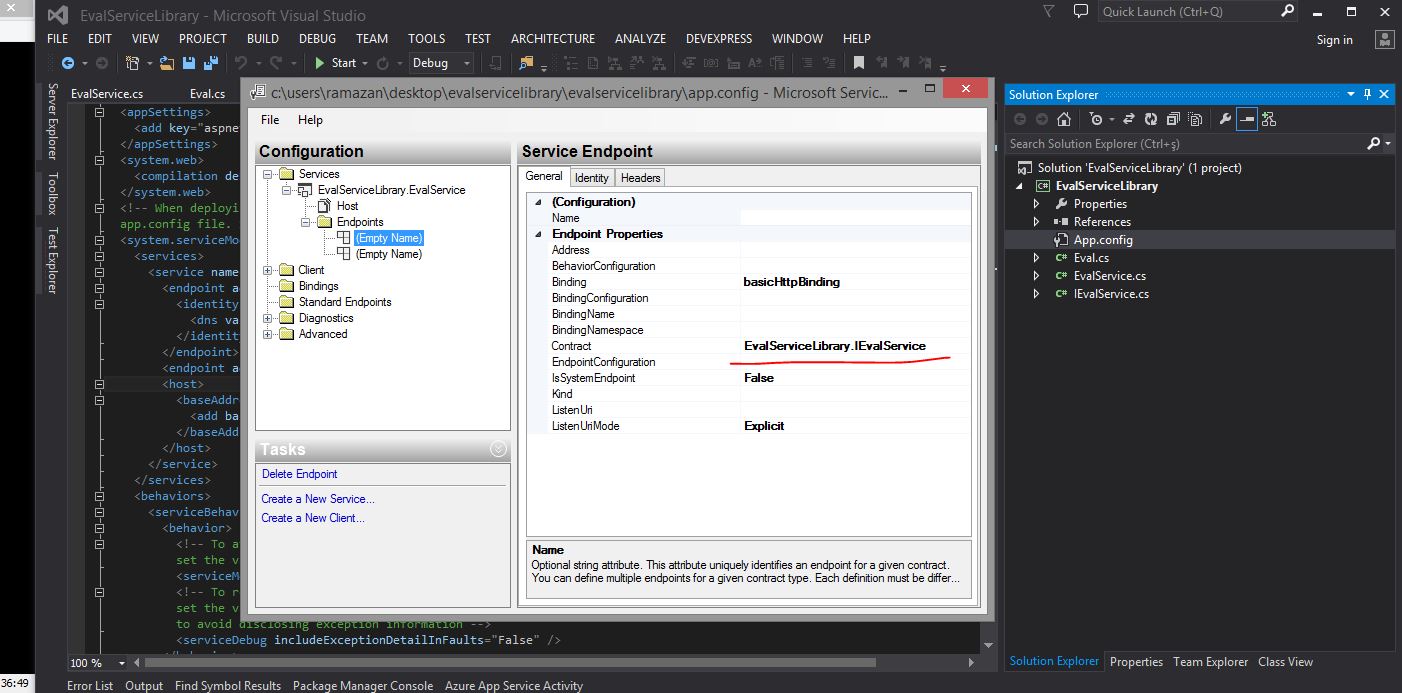 EvalServiceLibrary - Microsoft Visual Studio
Quick Launch (Ctrl+Q)
FILE EDIT VIEW PROJECT BUILD DEBUG TEAM TOOLS TEST ARCHITECTURE ANALYZE DEVEXPRESS WINDOW HELP
Sign in
Start Debug
Server Explorer
Toolbox
Test Explorer
EvalService.cs Eval.cs
<appSettings>
<add key="aspne
</appSettings>
<system.web>
<compilation de
</system.web>
<!-- When deployi
app.config file.
<system.serviceMo
<services>
<service name
<endpoint a
<identity
<dns va
</identit
</endpoint>
<endpoint a
<host>
<baseAddr
<add ba
</baseAdd
</host>
</service>
</services>
<behaviors>
<serviceBehav
<behavior>
<!-- To a
set the v
<serviceM
<!-- To r
set the v
to avoid disclosing exception information -->
<serviceDebug includeExceptionDetailInFaults="False" />
100 %
36:49
Error List Output Find Symbol Results Package Manager Console Azure App Service Activity
c:\users\ramazan\desktop\evalservicelibrary\evalservicelibrary\app.config - Microsoft Servic...
File Help
Configuration
Services
EvalServiceLibrary.EvalService
Host
Endpoints
(Empty Name)
(Empty Name)
Client
Bindings
Standard Endpoints
Diagnostics
Advanced
Tasks
Delete Endpoint
Create a New Service...
Create a New Client...
Service Endpoint
General Identity Headers
(Configuration)
Name
Endpoint Properties
Address
BehaviorConfiguration
Binding basicHttpBinding
BindingConfiguration
BindingName
BindingNamespace
Contract EvalServiceLibrary.IEvalService
EndpointConfiguration
IsSystemEndpoint False
Kind
ListenUri
ListenUriMode Explicit
Name
Optional string attribute. This attribute uniquely identifies an endpoint for a given contract.
You can define multiple endpoints for a given contract type. Each definition must be differ...
Solution Explorer
Search Solution Explorer (Ctrl+ş)
Solution 'EvalServiceLibrary' (1 project)
EvalServiceLibrary
Properties
References
App.config
Eval.cs
EvalService.cs
IEvalService.cs
Solution Explorer Properties Team Explorer Class View